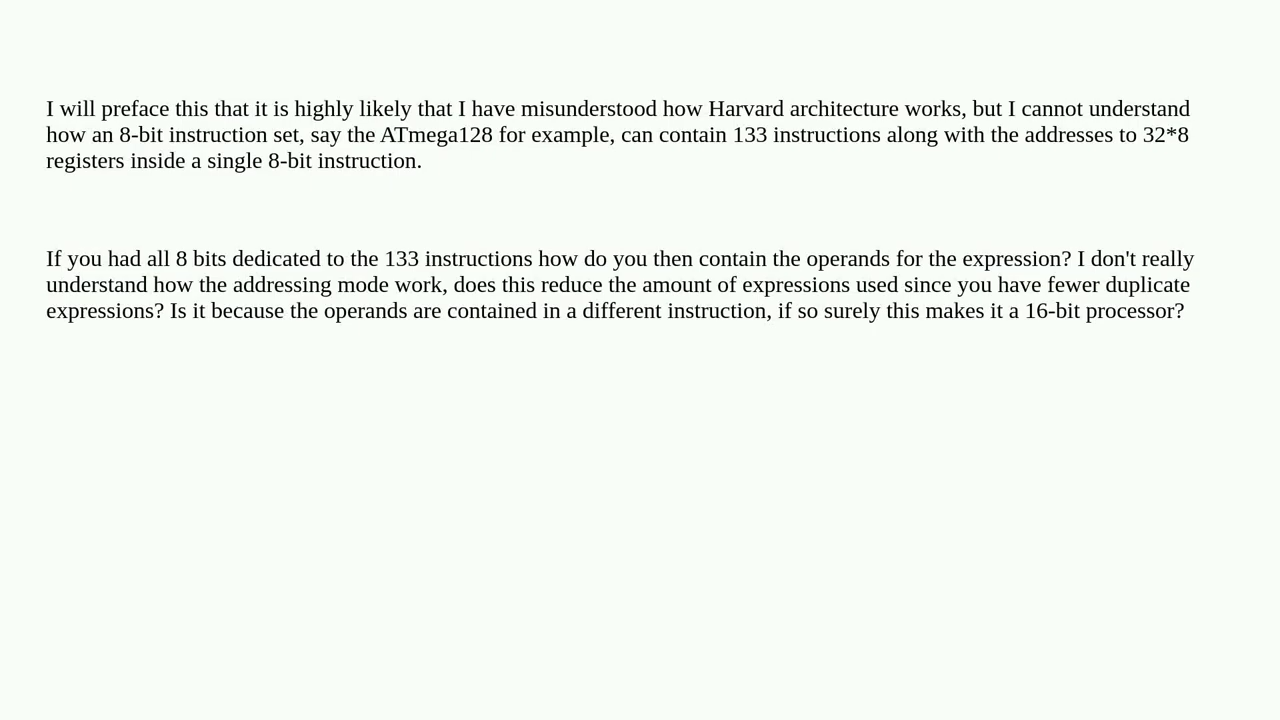 I will preface this that it is highly likely that I have misunderstood how Harvard architecture works, but I cannot understand
how an 8-bit instruction set, say the ATmega128 for example, can contain 133 instructions along with the addresses to 32*8
registers inside a single 8-bit instruction.
If you had all 8 bits dedicated to the 133 instructions how do you then contain the operands for the expression? I don't really
understand how the addressing mode work, does this reduce the amount of expressions used since you have fewer duplicate
expressions? Is it because the operands are contained in a different instruction, if so surely this makes it a 16-bit processor?